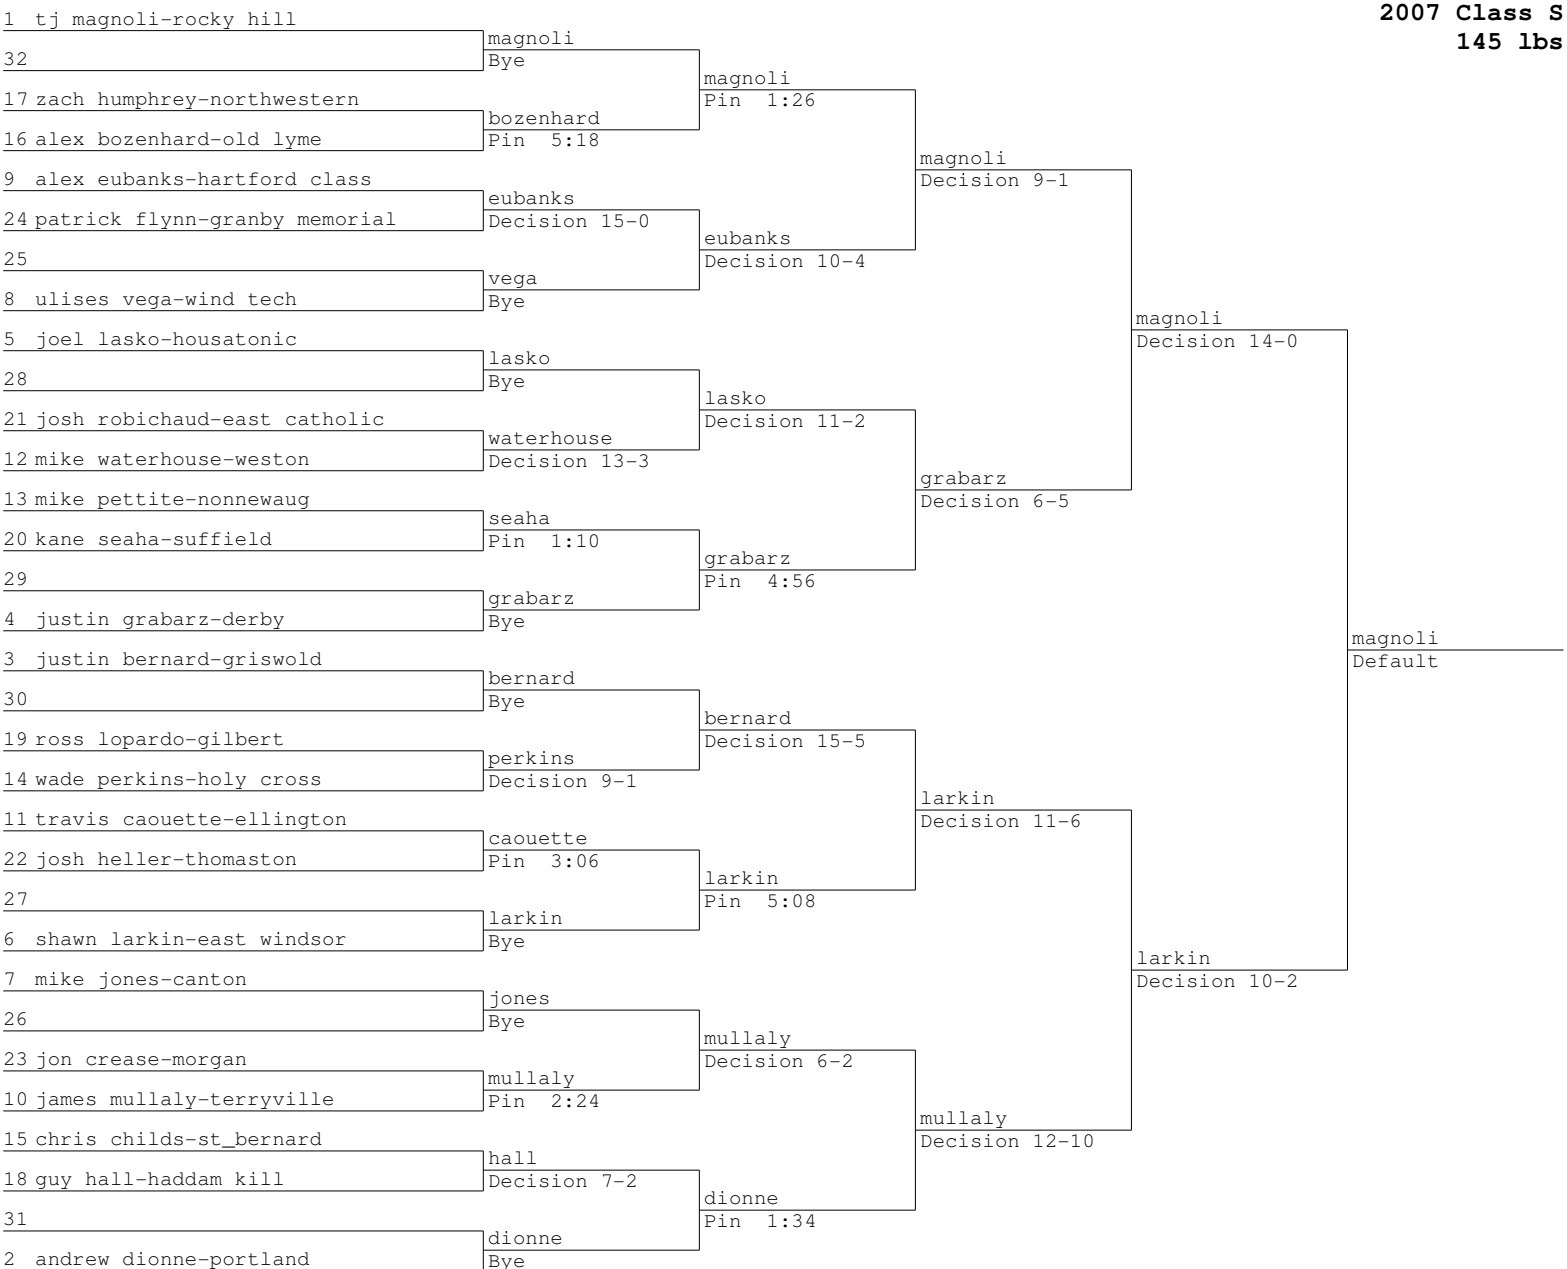 2007 Class S
145 lbs
1 tj magnoli-rocky hill
magnoli
32
Bye
magnoli
17 zach humphrey-northwestern
Pin 1:26
bozenhard
16 alex bozenhard-old lyme
Pin 5:18
magnoli
9 alex eubanks-hartford class
Decision 9-1
eubanks
24 patrick flynn-granby memorial
Decision 15-0
eubanks
25
Decision 10-4
vega
8 ulises vega-wind tech
Bye
magnoli
5 joel lasko-housatonic
Decision 14-0
lasko
28
Bye
lasko
21 josh robichaud-east catholic
Decision 11-2
waterhouse
12 mike waterhouse-weston
Decision 13-3
grabarz
13 mike pettite-nonnewaug
Decision 6-5
seaha
20 kane seaha-suffield
Pin 1:10
grabarz
29
Pin 4:56
grabarz
4 justin grabarz-derby
Bye
magnoli
3 justin bernard-griswold
Default
bernard
30
Bye
bernard
19 ross lopardo-gilbert
Decision 15-5
perkins
14 wade perkins-holy cross
Decision 9-1
larkin
11 travis caouette-ellington
Decision 11-6
caouette
22 josh heller-thomaston
Pin 3:06
larkin
27
Pin 5:08
larkin
6 shawn larkin-east windsor
Bye
larkin
7 mike jones-canton
Decision 10-2
jones
26
Bye
mullaly
23 jon crease-morgan
Decision 6-2
mullaly
10 james mullaly-terryville
Pin 2:24
mullaly
15 chris childs-st_bernard
Decision 12-10
hall
18 guy hall-haddam kill
Decision 7-2
dionne
31
Pin 1:34
dionne
2 andrew dionne-portland
Bye